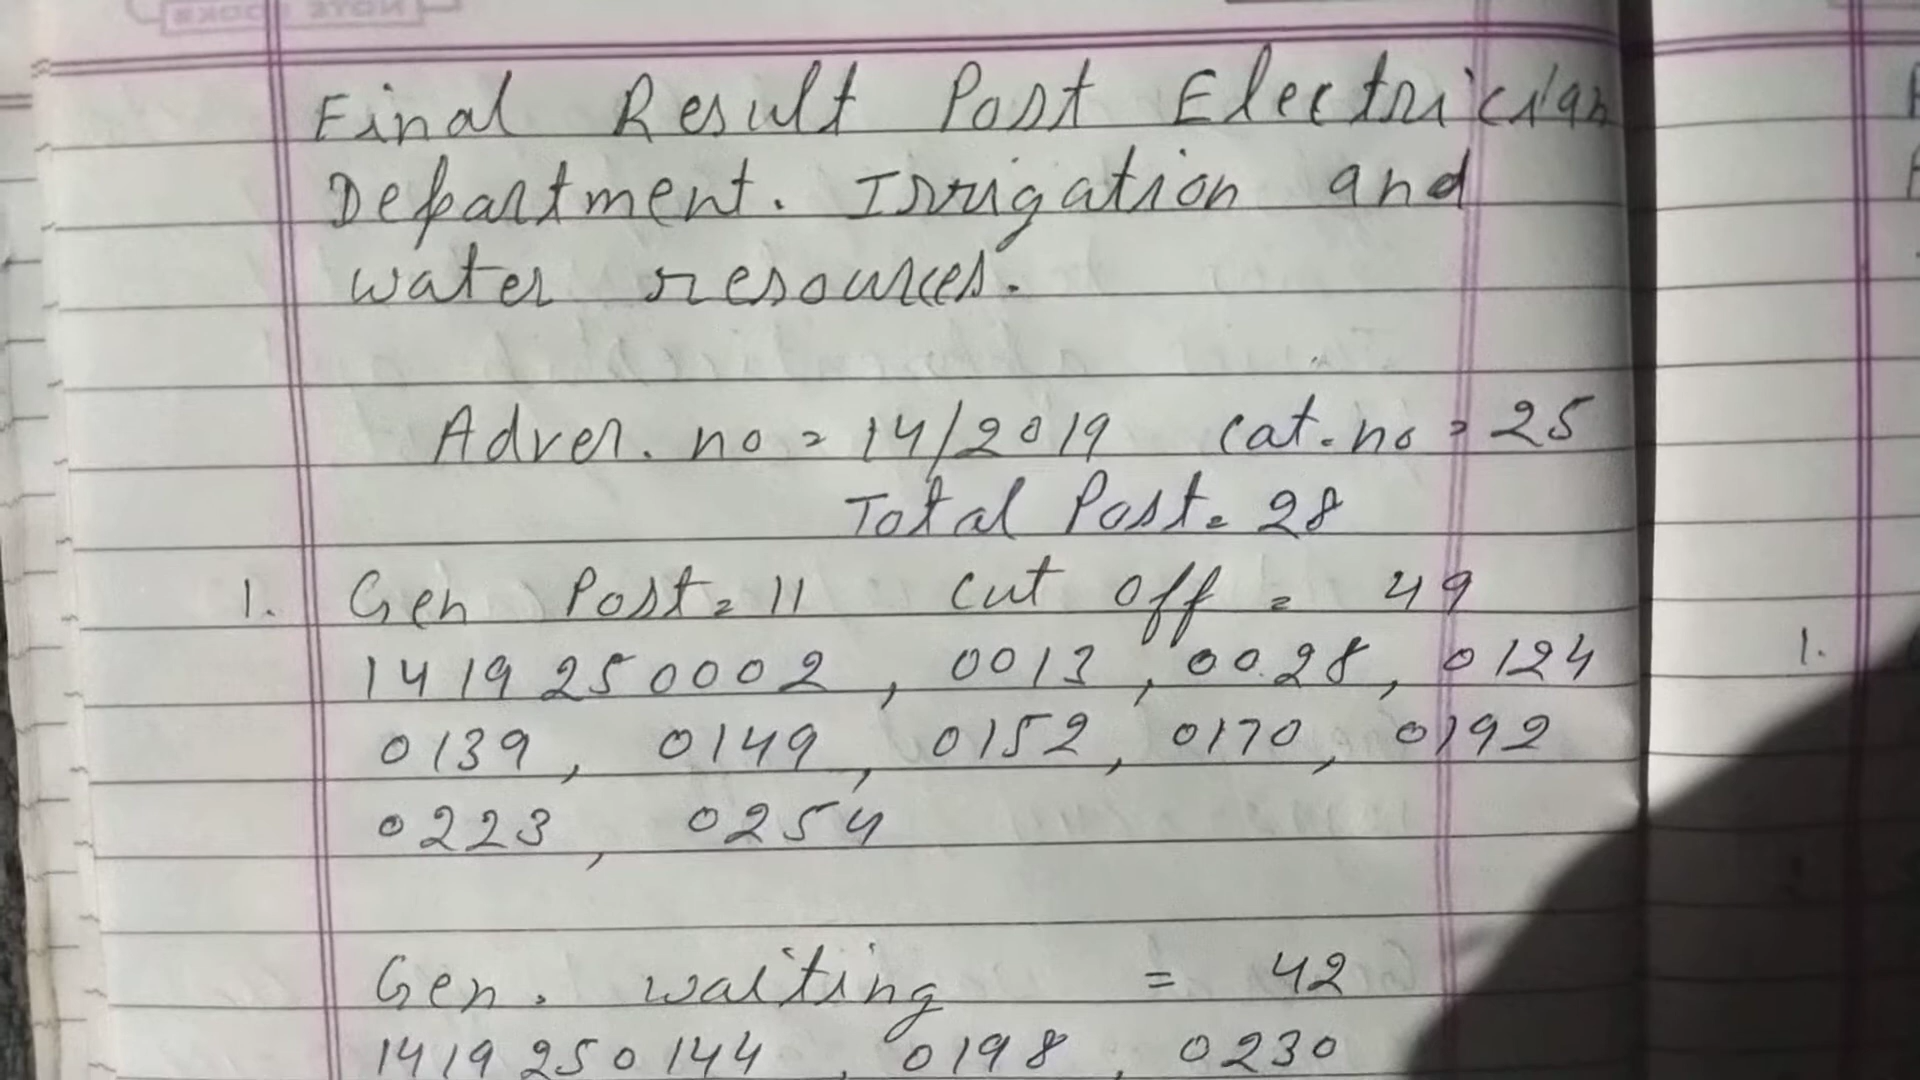 Final Result Post Electrician
Department. Irrigation and
water resources.
Adver. no = 14/2019 cat. no = 25
Total Post = 28
1. Gen Post = 11 cut off = 49
1419250002, 0013, 0028, 0124
0139, 0149, 0152, 0170, 0192
0223, 0254
Gen. waiting = 42
1419250144, 0198, 0230
1.